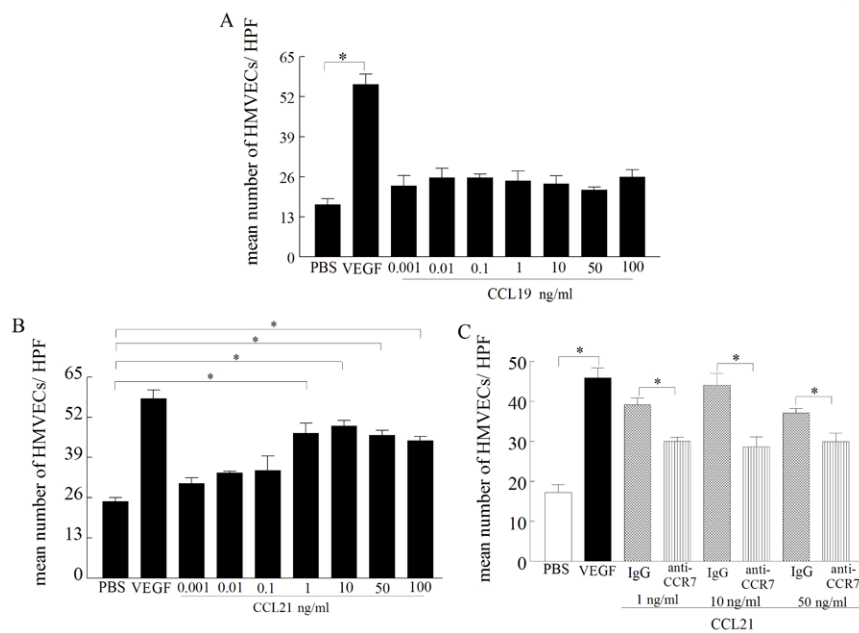 A
mean number of HMVECs/ HPF
65
52
39
26
13
0
*
PBS VEGF 0.001 0.01 0.1 1 10 50 100
CCL19 ng/ml
B
mean number of HMVECs/ HPF
65
52
39
26
13
0
*
*
*
*
PBS VEGF 0.001 0.01 0.1 1 10 50 100
CCL21 ng/ml
C
mean number of HMVECs/ HPF
50
40
30
20
10
0
*
*
*
*
PBS VEGF IgG anti-CCR7 IgG anti-CCR7 IgG anti-CCR7
1 ng/ml 10 ng/ml 50 ng/ml
CCL21